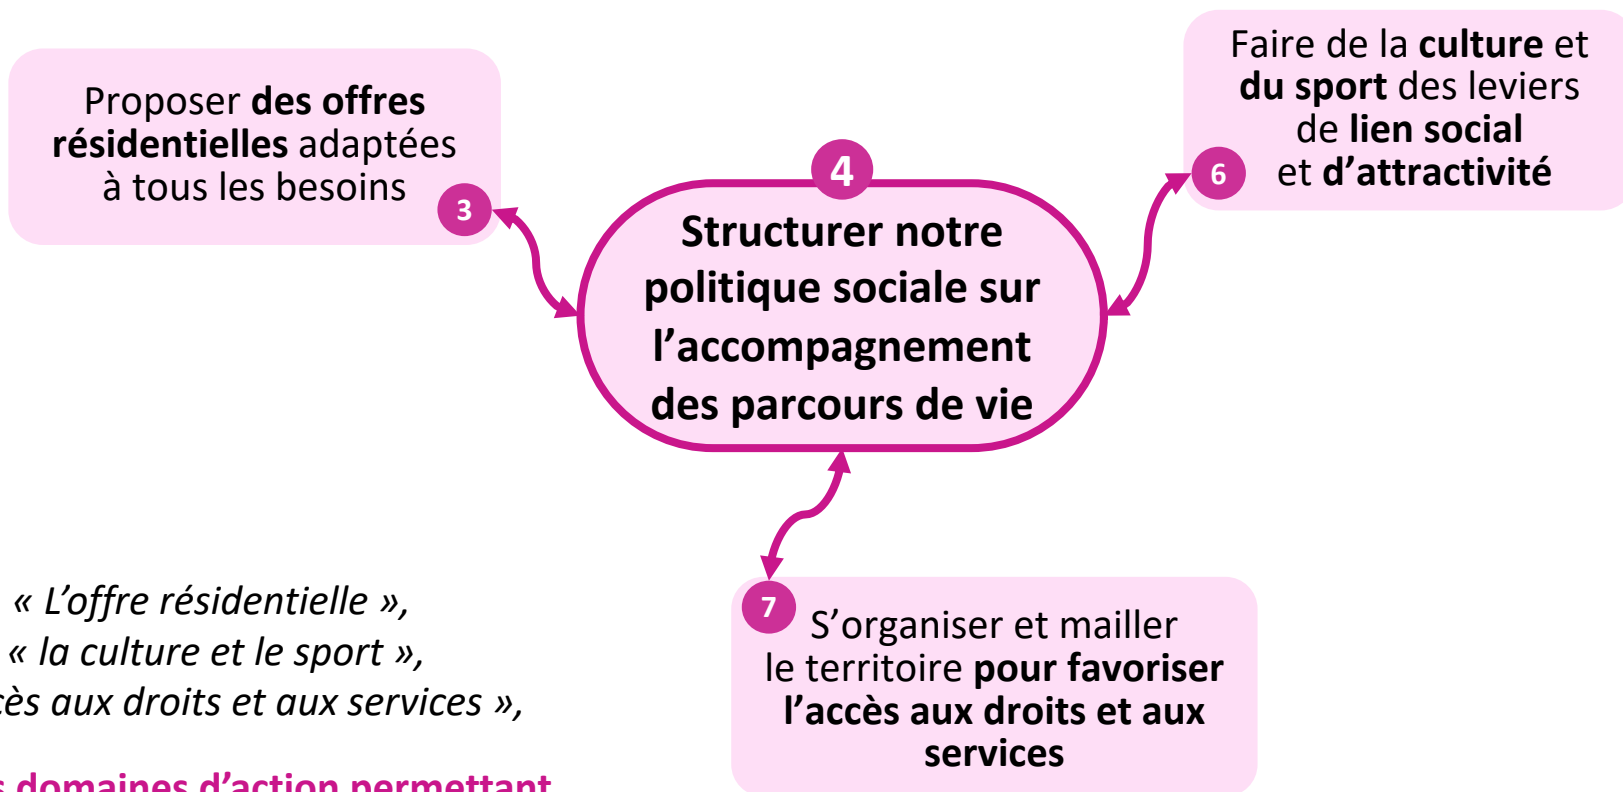 Proposer des offres
résidentielles adaptées
à tous les besoins
3
4
Structurer notre
politique sociale sur
l’accompagnement
des parcours de vie
Faire de la culture et
du sport des leviers
de lien social
et d’attractivité
6
7
S’organiser et mailler
le territoire pour favoriser
l’accès aux droits et aux
services
« L’offre résidentielle »,
« la culture et le sport »,
aux droits et aux services »,
domaines d’action permettant